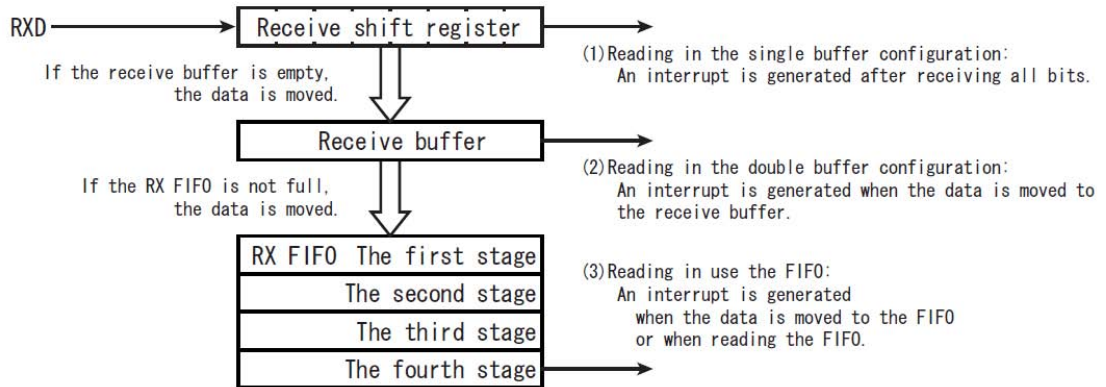 RXD
Receive shift register
If the receive buffer is empty,
the data is moved.
(1)Reading in the single buffer configuration:
An interrupt is generated after receiving all bits.
Receive buffer
If the RX FIFO is not full,
the data is moved.
(2)Reading in the double buffer configuration:
An interrupt is generated when the data is moved to
the receive buffer.
RX FIFO The first stage
The second stage
The third stage
The fourth stage
(3)Reading in use the FIFO:
An interrupt is generated
when the data is moved to the FIFO
or when reading the FIFO.